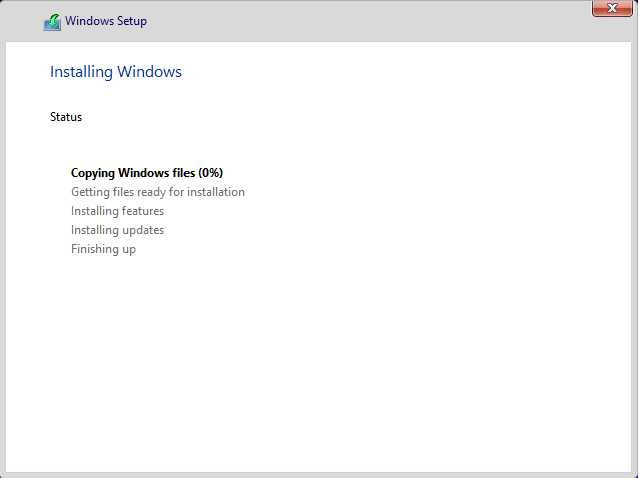 Windows Setup
Installing Windows
Status
Copying Windows files (0%)
Getting files ready for installation
Installing features
Installing updates
Finishing up